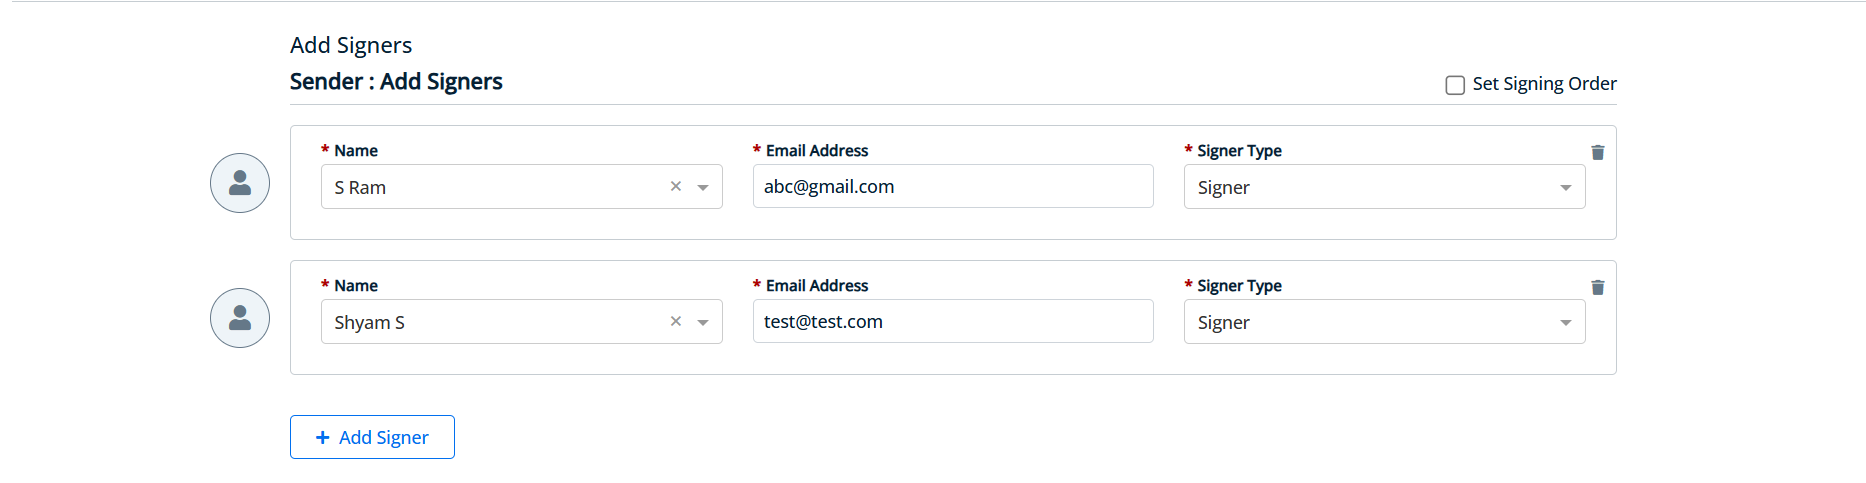 Add Signers
Sender : Add Signers
Set Signing Order
* Name
* Email Address
* Signer Type
S Ram
abc@gmail.com
Signer
* Name
* Email Address
* Signer Type
Shyam S
test@test.com
Signer
+ Add Signer